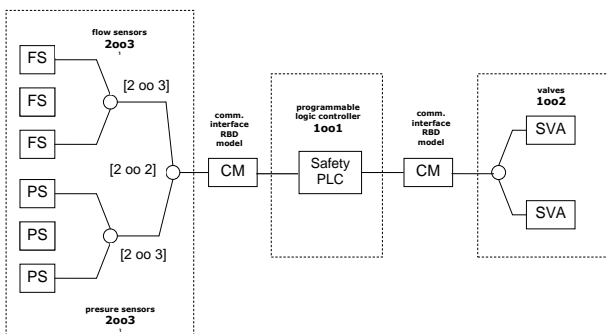 flow sensors
2oo3
FS
FS
FS
[2 oo 3]
[2 oo 2]
PS
PS
PS
[2 oo 3]
presure sensors
2oo3
comm.
interface
RBD
model
CM
programmable
logic controller
1oo1
Safety
PLC
comm.
interface
RBD
model
CM
valves
1oo2
SVA
SVA